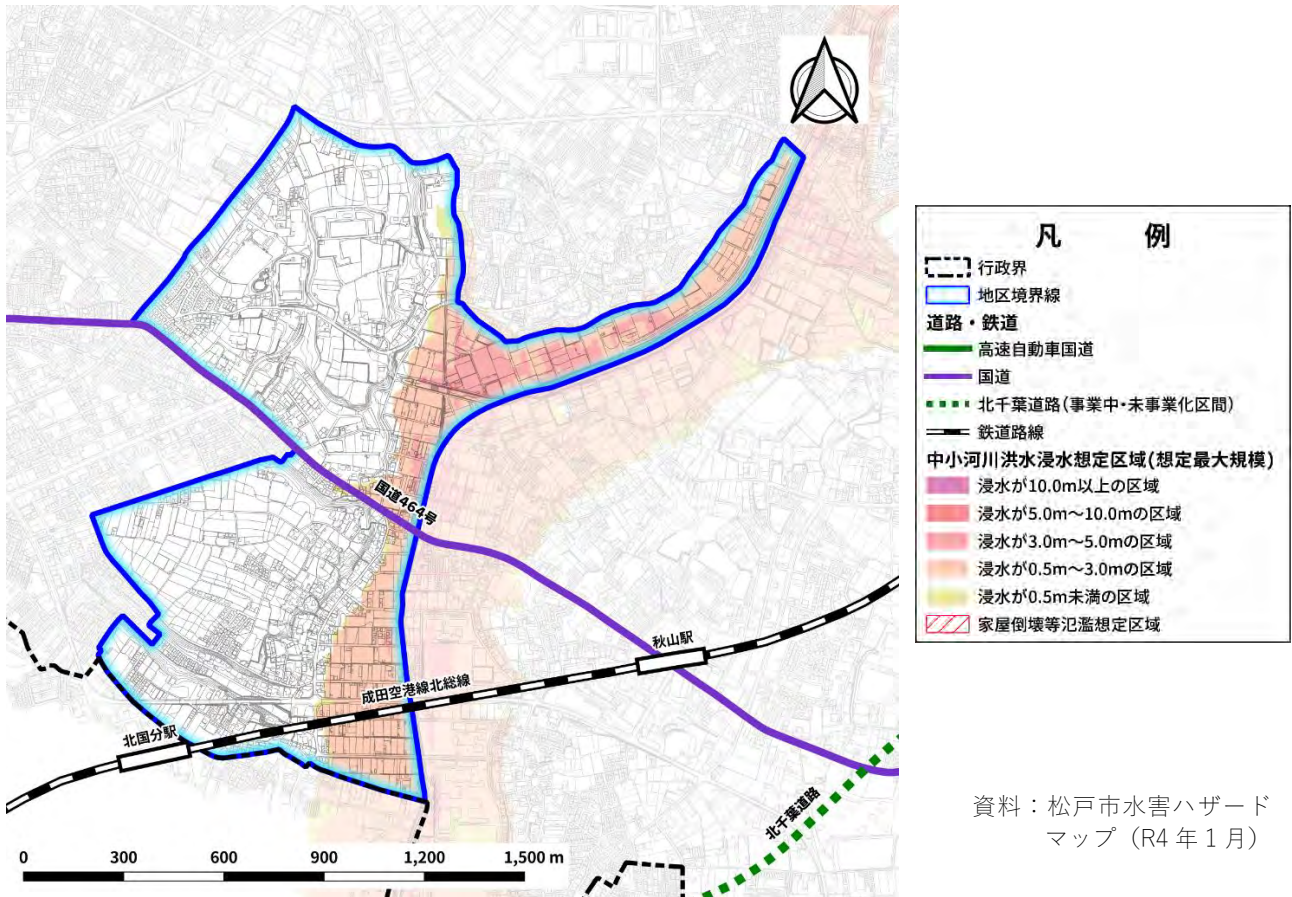 国道464号
秋山駅
成田空港線北総線
北国分駅
北千葉道路
0 300 600 900 1,200 1,500 m
凡 例
行政界
地区境界線
道路・鉄道
高速自動車国道
国道
北千葉道路(事業中・未事業化区間)
鉄道路線
中小河川洪水浸水想定区域(想定最大規模)
浸水が10.0m以上の区域
浸水が5.0m～10.0mの区域
浸水が3.0m～5.0mの区域
浸水が0.5m～3.0mの区域
浸水が0.5m未満の区域
家屋倒壊等氾濫想定区域
資料：松戸市水害ハザード
マップ（R4 年 1 月）